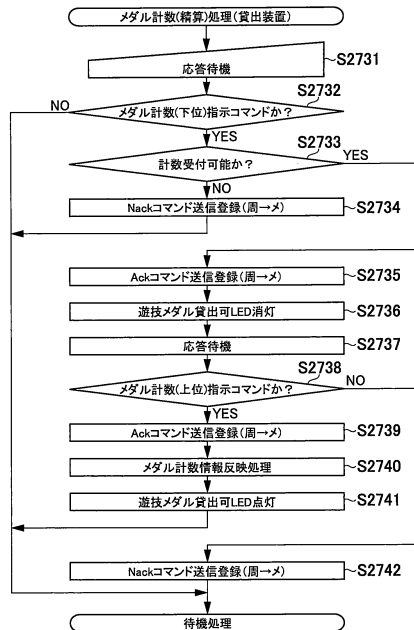 メダル計数(精算)処理(貸出装置)
応答待機
S2731
S2732
NO
メダル計数(下位)指示コマンドか?
YES
S2733
計数受付可能か?
YES
NO
Nackコマンド送信登録(周→メ)
S2734
Ackコマンド送信登録(周→メ)
S2735
遊技メダル貸出可LED消灯
S2736
応答待機
S2737
S2738
メダル計数(上位)指示コマンドか?
NO
YES
Ackコマンド送信登録(周→メ)
S2739
メダル計数情報反映処理
S2740
遊技メダル貸出可LED点灯
S2741
Nackコマンド送信登録(周→メ)
S2742
待機処理